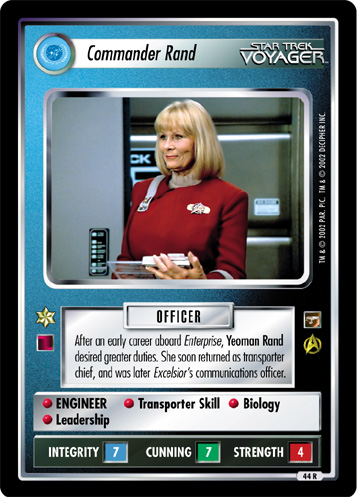 Commander Rand
STAR TREK
VOYAGER™
TM & © 2002 PAR. PIC. TM & © 2002 DECIPHER INC.
OFFICER
After an early career aboard Enterprise, Yeoman Rand
desired greater duties. She soon returned as transporter
chief, and was later Excelsior's communications officer.
ENGINEER Transporter Skill Biology
Leadership
INTEGRITY 7 CUNNING 7 STRENGTH 4
44 R